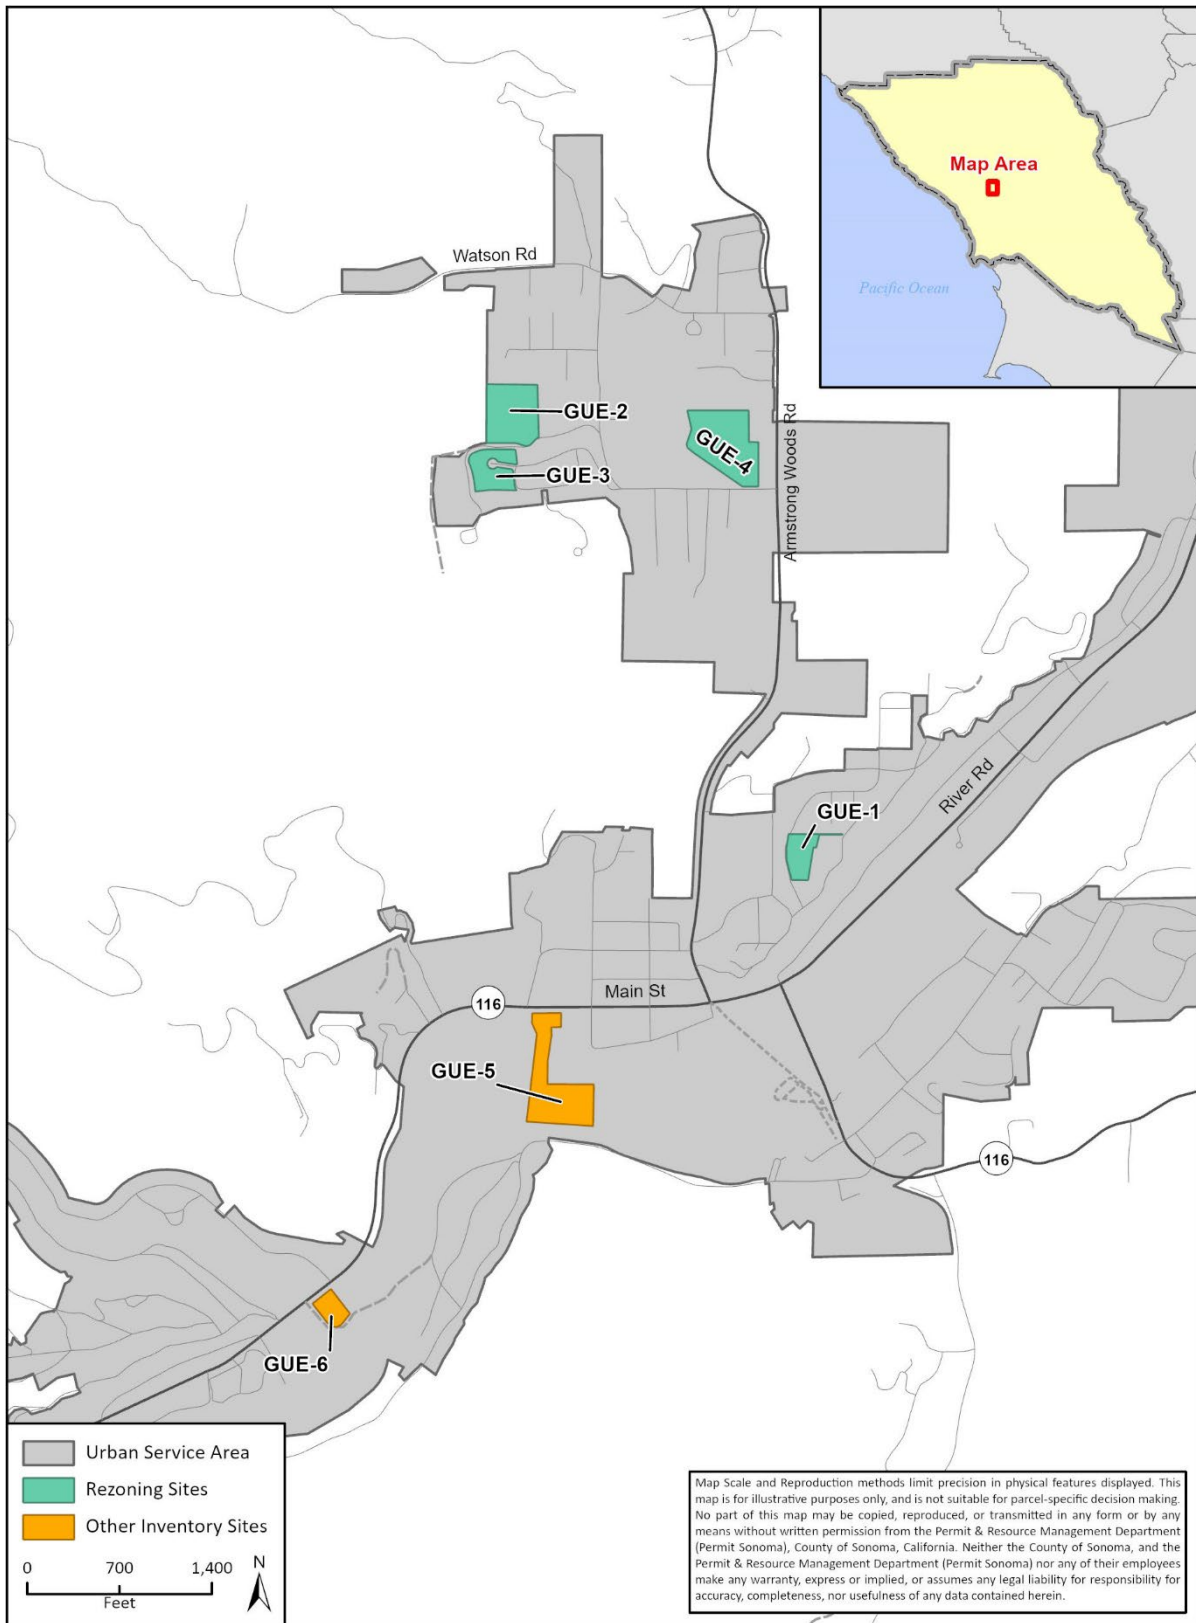 Map Area
Pacific Ocean
Watson Rd
GUE-2
GUE-4
GUE-3
Armstrong Woods Rd
River Rd
GUE-1
Main St
116
GUE-5
116
GUE-6
Urban Service Area
Rezoning Sites
Other Inventory Sites
0 700 1,400
Feet
N
Map Scale and Reproduction methods limit precision in physical features displayed. This
map is for illustrative purposes only, and is not suitable for parcel-specific decision making.
No part of this map may be copied, reproduced, or transmitted in any form or by any
means without written permission from the Permit & Resource Management Department
(Permit Sonoma), County of Sonoma, California. Neither the County of Sonoma, and the
Permit & Resource Management Department (Permit Sonoma) nor any of their employees
make any warranty, express or implied, or assumes any legal liability for responsibility for
accuracy, completeness, nor usefulness of any data contained herein.